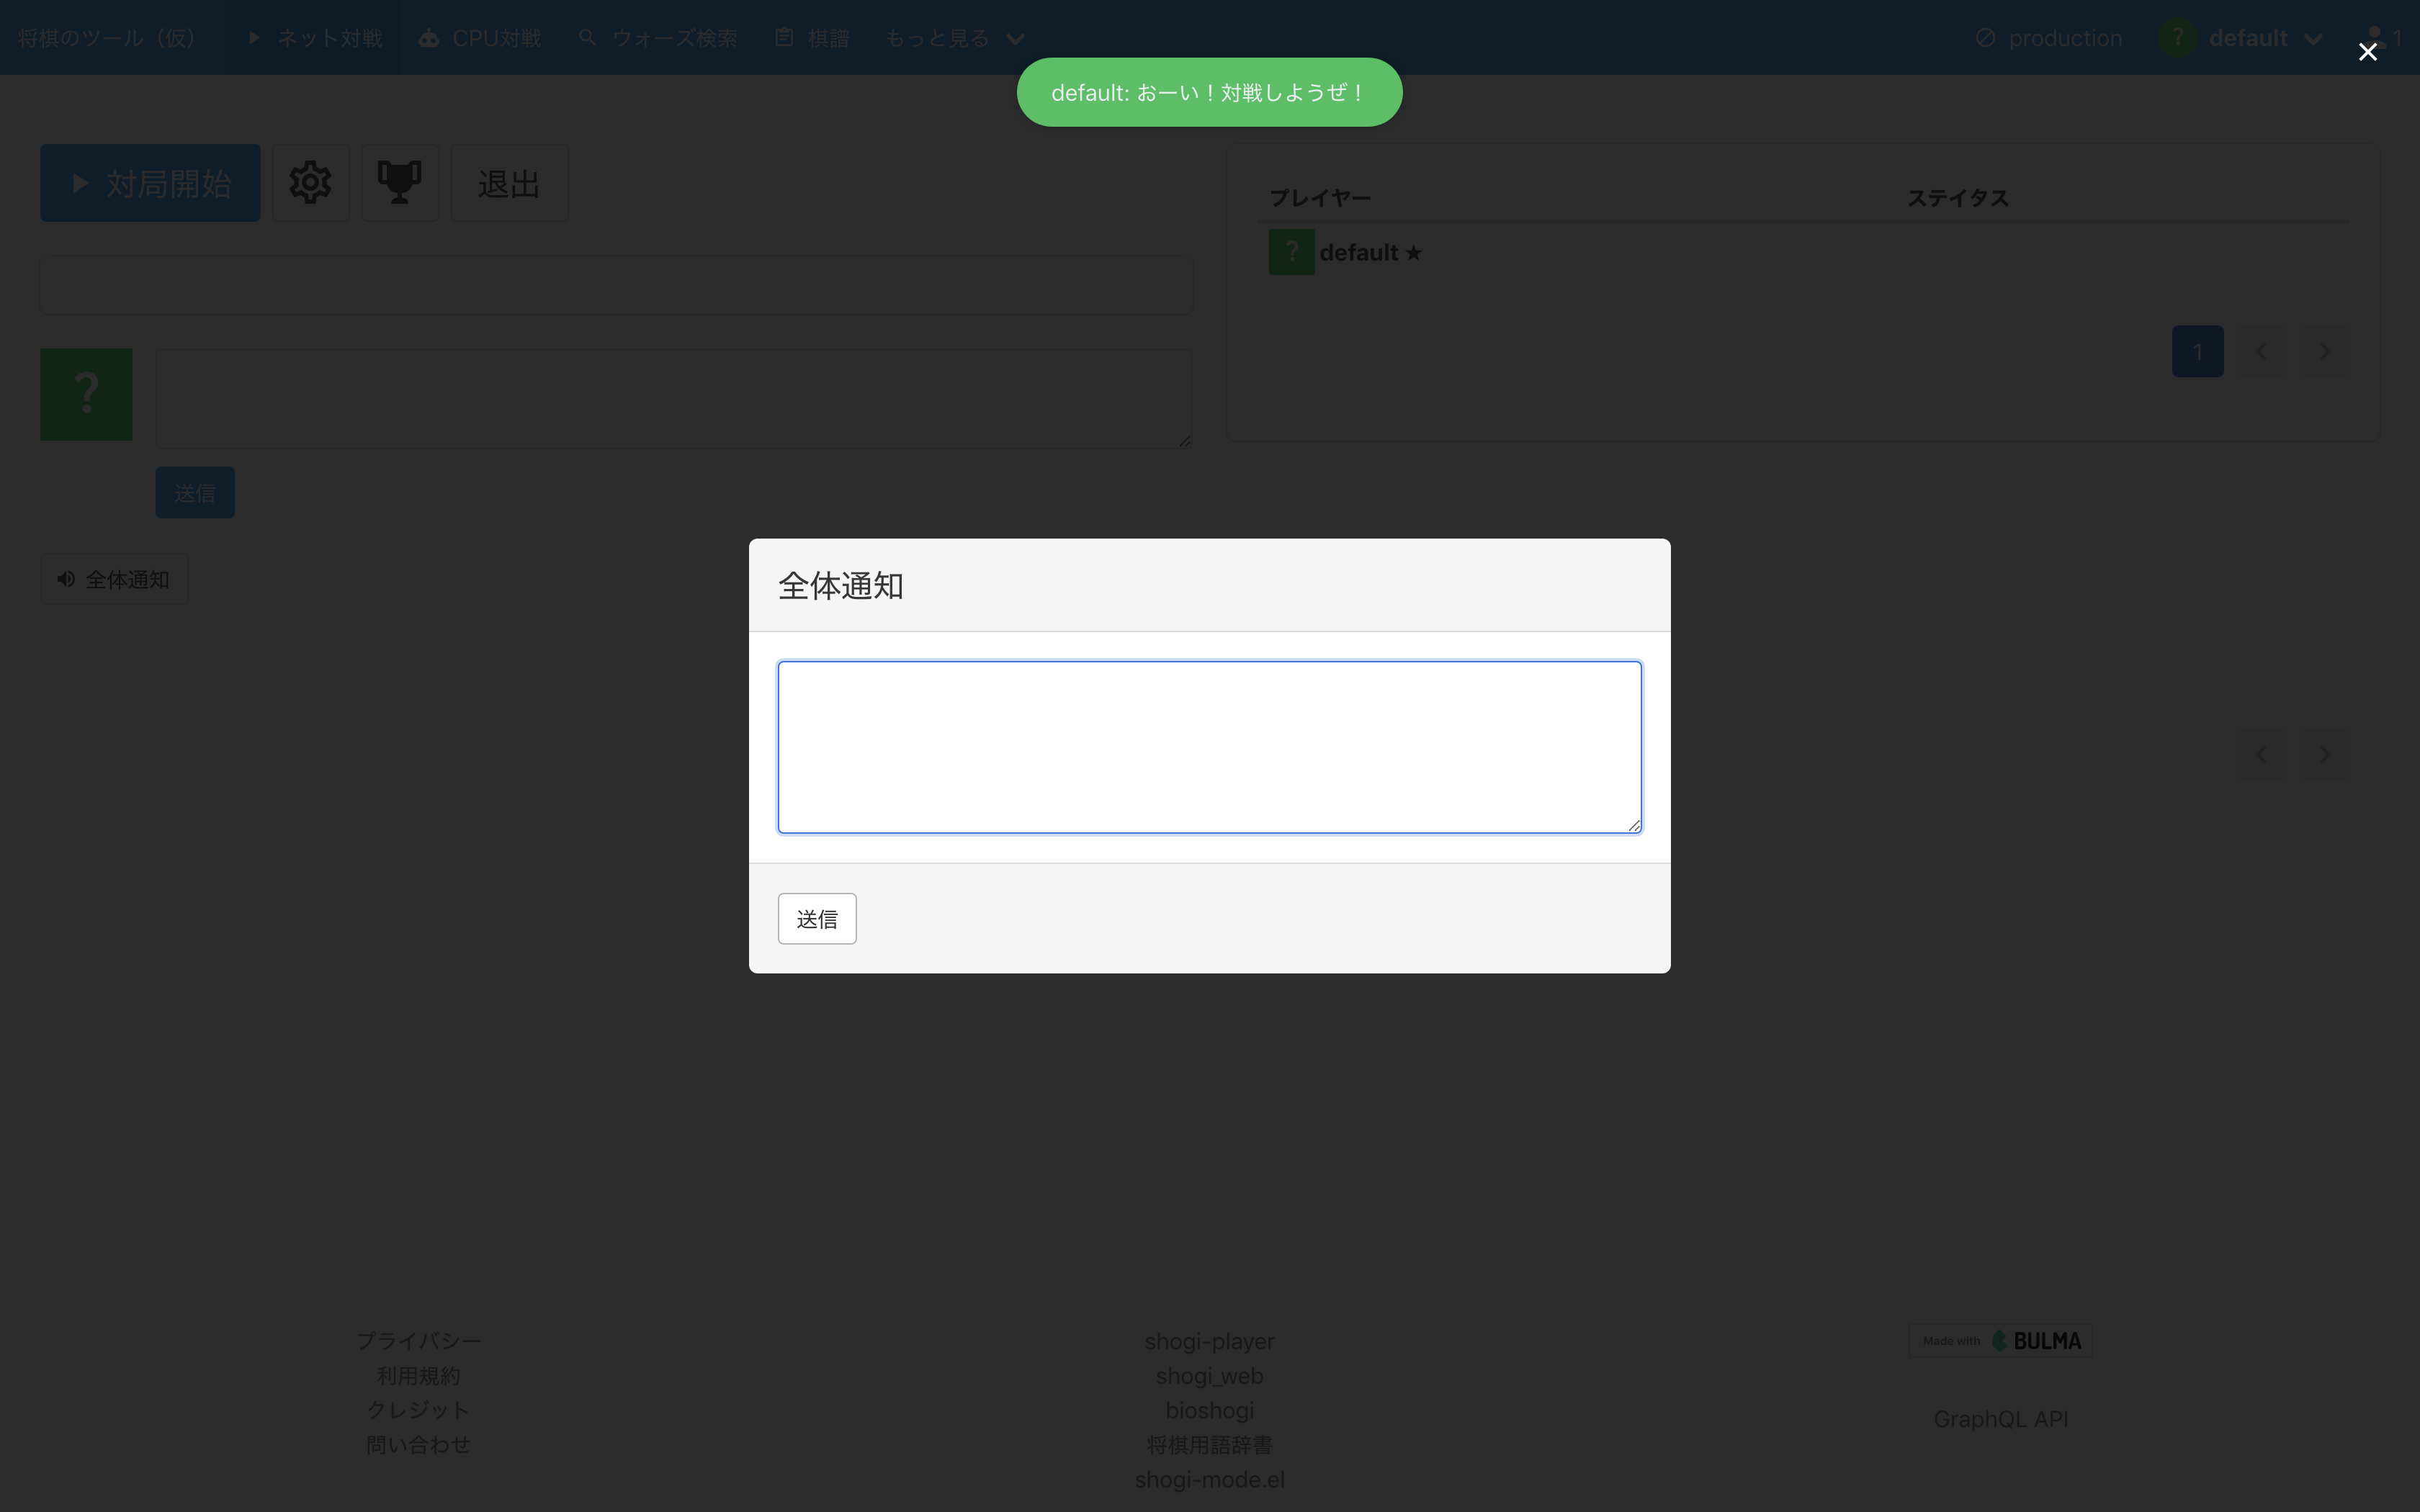 将棋のツール（仮） ネット対戦 CPU対戦 ウォーズ検索 棋譜 もっと見る production ? default 1
default: おーい！対戦しようぜ！
対局開始 退出
プレイヤー ステイタス
? default ★
1
?
送信
全体通知
全体通知
送信
プライバシー
利用規約
クレジット
問い合わせ
shogi-player
shogi_web
bioshogi
将棋用語辞書
shogi-mode.el
Made with BULMA
GraphQL API